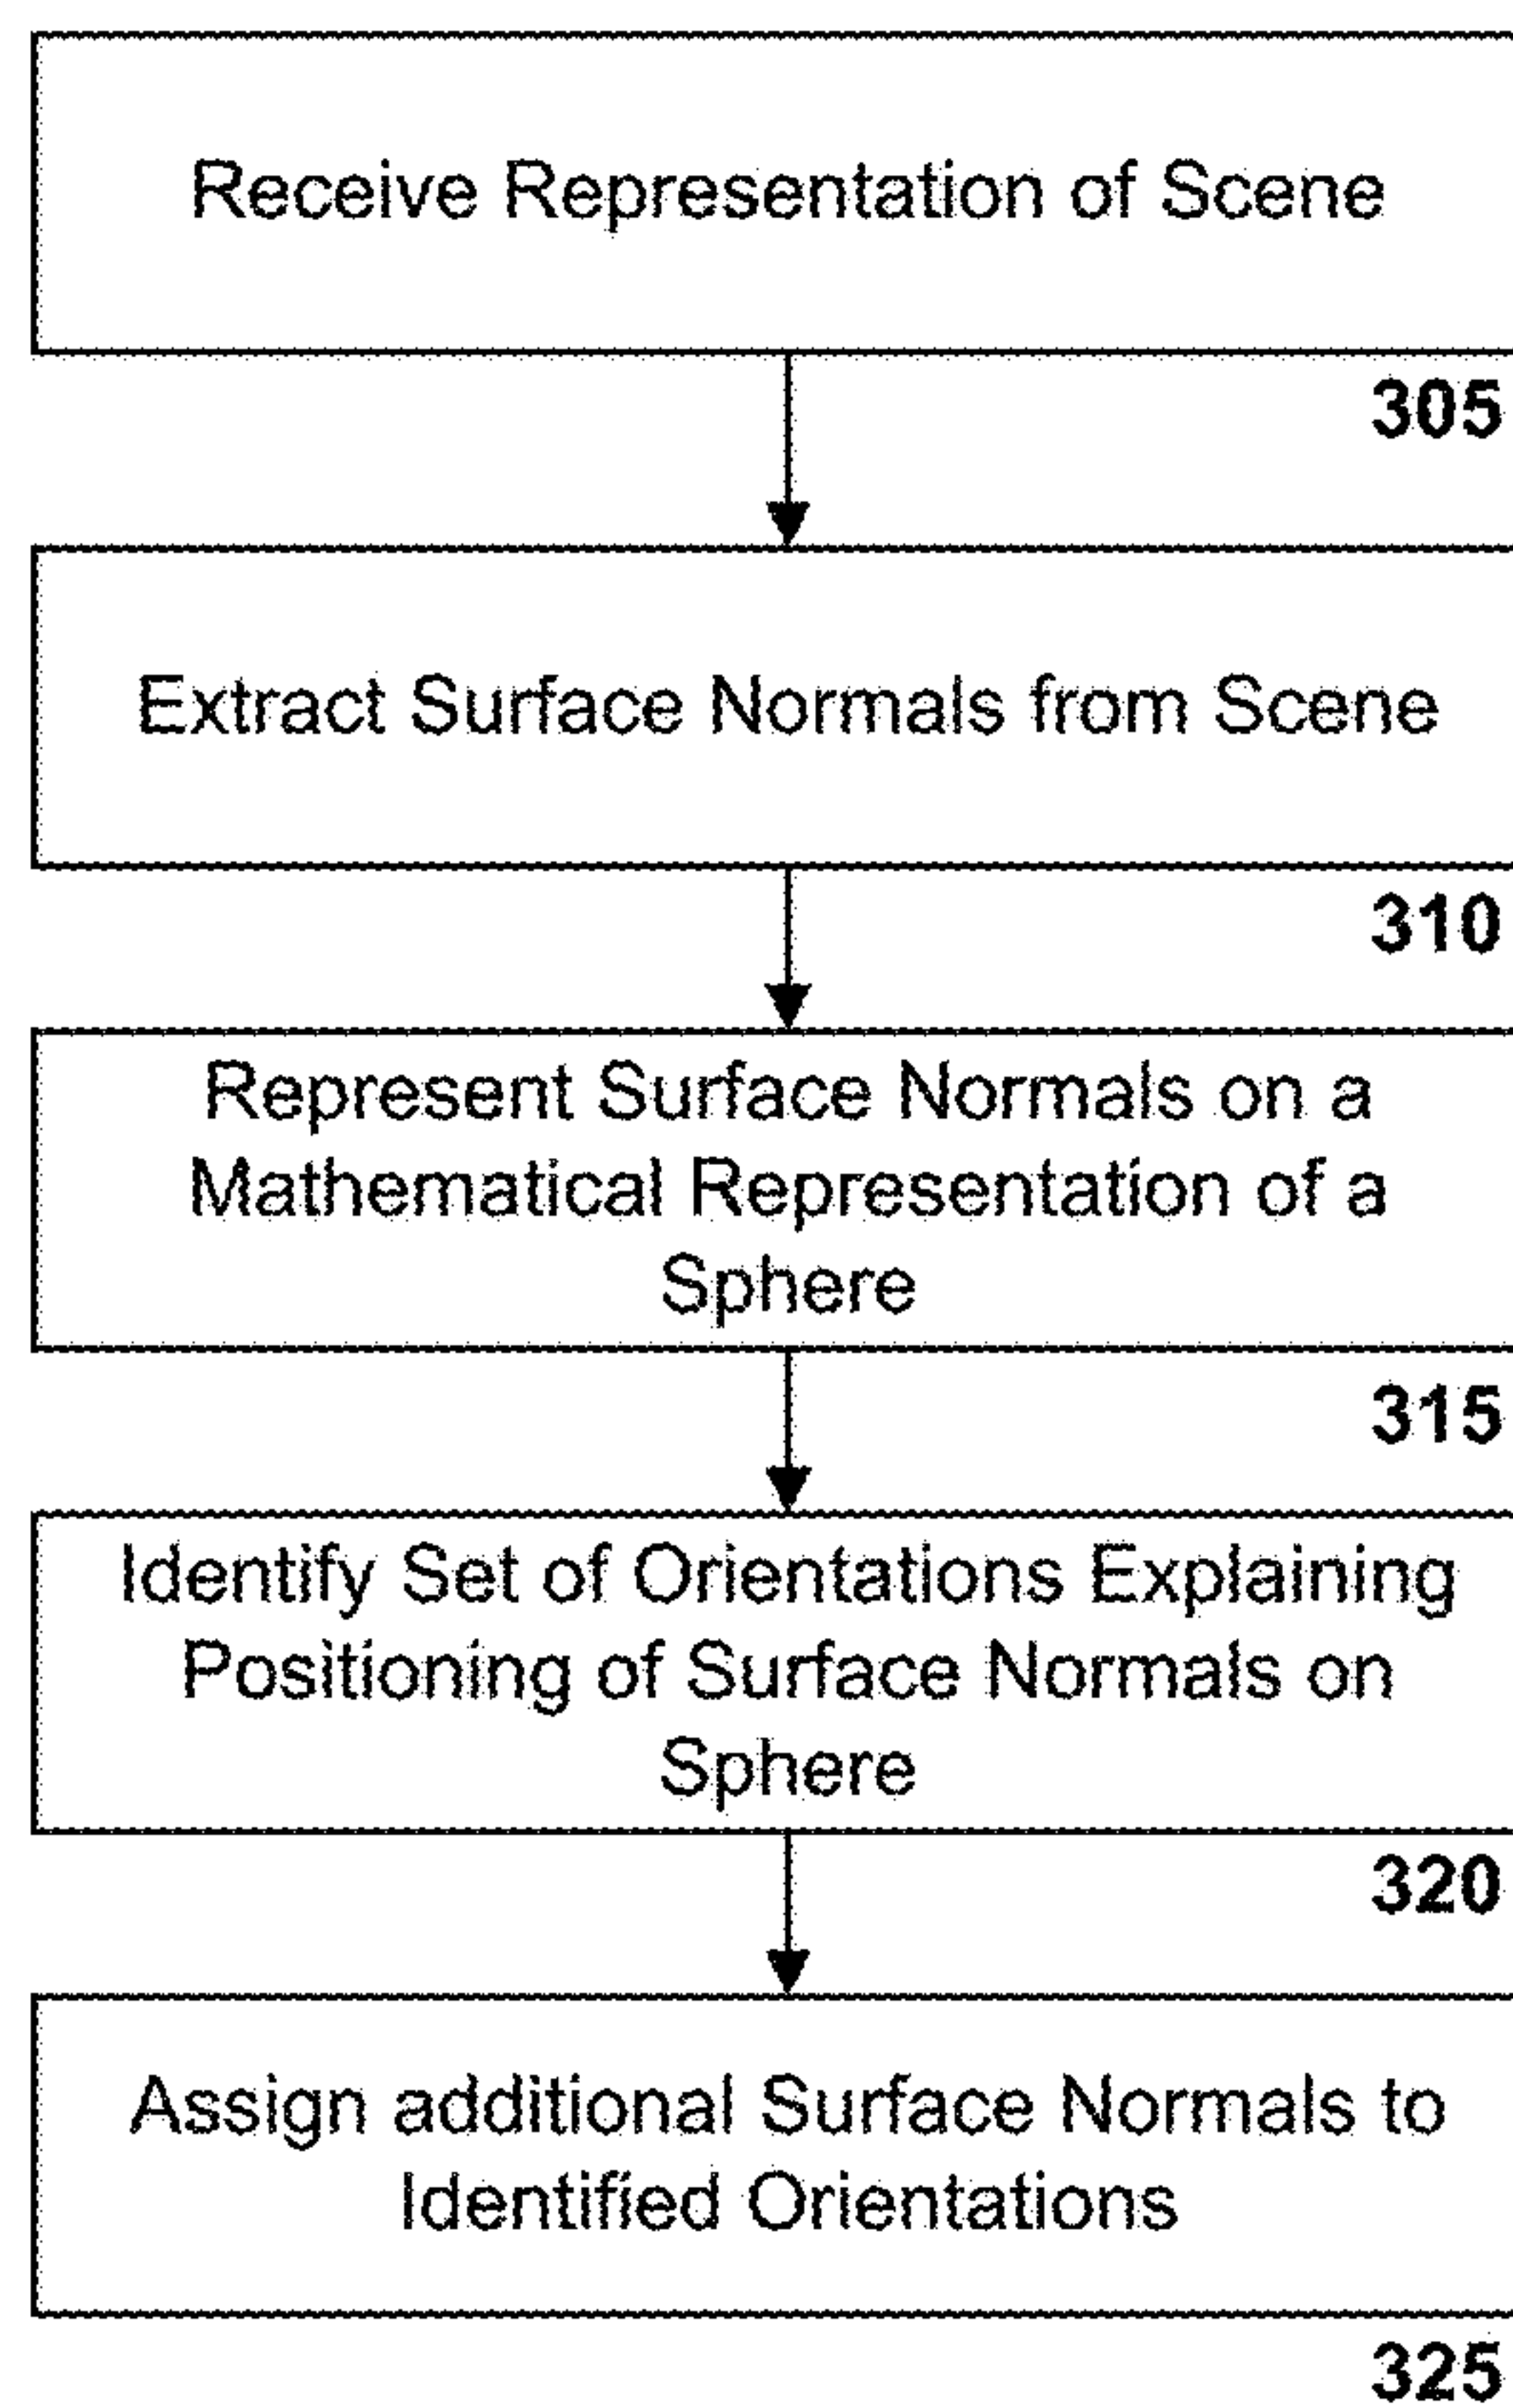 Receive Representation of Scene
305
Extract Surface Normals from Scene
310
Represent Surface Normals on a
Mathematical Representation of a
Sphere
315
Identify Set of Orientations Explaining
Positioning of Surface Normals on
Sphere
320
Assign additional Surface Normals to
Identified Orientations
325